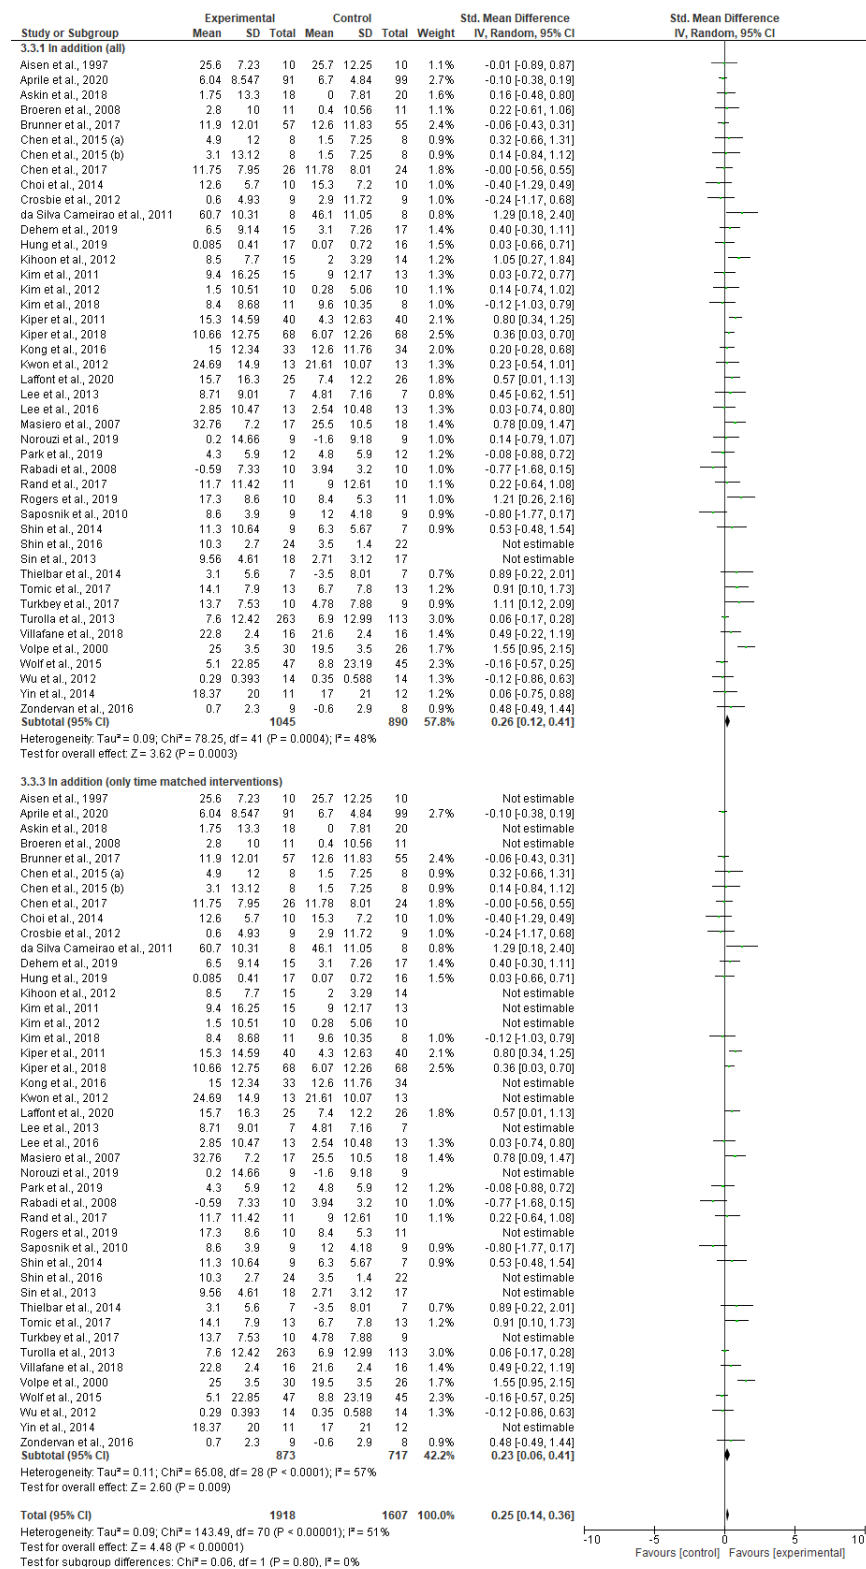 Experimental Control Std. Mean Difference Std. Mean Difference
Study or Subgroup Mean SD Total Mean SD Total Weight IV, Random, 95% CI IV, Random, 95% CI
3.3.1 In addition (all)
Aisen et al., 1997 25.6 7.23 10 25.7 12.25 10 1.1% -0.01 [-0.89, 0.87]
Aprile et al., 2020 6.04 8.547 91 6.7 4.84 99 2.7% -0.10 [-0.38, 0.19]
Askin et al., 2018 1.75 13.3 18 0 7.81 20 1.6% 0.16 [-0.48, 0.80]
Broeren et al., 2008 2.8 10 11 0.4 10.56 11 1.1% 0.22 [-0.61, 1.06]
Brunner et al., 2017 11.9 12.01 57 12.6 11.83 55 2.4% -0.06 [-0.43, 0.31]
Chen et al., 2015 (a) 4.9 12 8 1.5 7.25 8 0.9% 0.32 [-0.66, 1.31]
Chen et al., 2015 (b) 3.1 13.12 8 1.5 7.25 8 0.9% 0.14 [-0.84, 1.12]
Chen et al., 2017 11.75 7.95 26 11.78 8.01 24 1.8% -0.00 [-0.56, 0.55]
Choi et al., 2014 12.6 5.7 10 15.3 7.2 10 1.0% -0.40 [-1.29, 0.49]
Crosbie et al., 2012 0.6 4.93 9 2.9 11.72 9 1.0% -0.24 [-1.17, 0.68]
da Silva Cameirao et al., 2011 60.7 10.31 8 46.1 11.05 8 0.8% 1.29 [0.18, 2.40]
Dehem et al., 2019 6.5 9.14 15 3.1 7.26 17 1.4% 0.40 [-0.30, 1.11]
Hung et al., 2019 0.085 0.41 17 0.07 0.72 16 1.5% 0.03 [-0.66, 0.71]
Kihoon et al., 2012 8.5 7.7 15 2 3.29 14 1.2% 1.05 [0.27, 1.84]
Kim et al., 2011 9.4 16.25 15 9 12.17 13 1.3% 0.03 [-0.72, 0.77]
Kim et al., 2012 1.5 10.51 10 0.28 5.06 10 1.1% 0.14 [-0.74, 1.02]
Kim et al., 2018 8.4 8.68 11 9.6 10.35 8 1.0% -0.12 [-1.03, 0.79]
Kiper et al., 2011 15.3 14.59 40 4.3 12.63 40 2.1% 0.80 [0.34, 1.25]
Kiper et al., 2018 10.66 12.75 68 6.07 12.26 68 2.5% 0.36 [0.03, 0.70]
Kong et al., 2016 15 12.34 33 12.6 11.76 34 2.0% 0.20 [-0.28, 0.68]
Kwon et al., 2012 24.69 14.9 13 21.61 10.07 13 1.3% 0.23 [-0.54, 1.01]
Laffont et al., 2020 15.7 16.3 25 7.4 12.2 26 1.8% 0.57 [0.01, 1.13]
Lee et al., 2013 8.71 9.01 7 4.81 7.16 7 0.8% 0.45 [-0.62, 1.51]
Lee et al., 2016 2.85 10.47 13 2.54 10.48 13 1.3% 0.03 [-0.74, 0.80]
Masiero et al., 2007 32.76 7.2 17 25.5 10.5 18 1.4% 0.78 [0.09, 1.47]
Norouzi et al., 2019 0.2 14.66 9 -1.6 9.18 9 1.0% 0.14 [-0.79, 1.07]
Park et al., 2019 4.3 5.9 12 4.8 5.9 12 1.2% -0.08 [-0.88, 0.72]
Rabadi et al., 2008 -0.59 7.33 10 3.94 3.2 10 1.0% -0.77 [-1.68, 0.15]
Rand et al., 2017 11.7 11.42 11 9 12.61 10 1.1% 0.22 [-0.64, 1.08]
Rogers et al., 2019 17.3 8.6 10 8.4 5.3 11 1.0% 1.21 [0.26, 2.16]
Saposnik et al., 2010 8.6 3.9 9 12 4.18 9 0.9% -0.80 [-1.77, 0.17]
Shin et al., 2014 11.3 10.64 9 6.3 5.67 7 0.9% 0.53 [-0.48, 1.54]
Shin et al., 2016 10.3 2.7 24 3.5 1.4 22 Not estimable
Sin et al., 2013 9.56 4.61 18 2.71 3.12 17 Not estimable
Thielbar et al., 2014 3.1 5.6 7 -3.5 8.01 7 0.7% 0.89 [-0.22, 2.01]
Tomic et al., 2017 14.1 7.9 13 6.7 7.8 13 1.2% 0.91 [0.10, 1.73]
Turkbey et al., 2017 13.7 7.53 10 4.78 7.88 9 0.9% 1.11 [0.12, 2.09]
Turolla et al., 2013 7.6 12.42 263 6.9 12.99 113 3.0% 0.06 [-0.17, 0.28]
Villafane et al., 2018 22.8 2.4 16 21.6 2.4 16 1.4% 0.49 [-0.22, 1.19]
Volpe et al., 2000 25 3.5 30 19.5 3.5 26 1.6% 1.55 [0.95, 2.15]
Wolf et al., 2015 5.1 22.85 47 8.8 23.19 45 2.3% -0.16 [-0.57, 0.25]
Wu et al., 2012 0.29 0.393 14 0.35 0.588 14 1.3% -0.12 [-0.86, 0.63]
Yin et al., 2014 18.37 20 11 17 21 12 1.2% 0.06 [-0.75, 0.88]
Zondervan et al., 2016 0.7 2.3 9 -0.6 2.9 8 0.9% 0.48 [-0.49, 1.44]
Subtotal (95% CI) 1045 890 57.8% 0.26 [0.12, 0.41]
Heterogeneity: Tau² = 0.09; Chi² = 78.25, df = 41 (P = 0.0004); I² = 48%
Test for overall effect: Z = 3.62 (P = 0.0003)
3.3.3 In addition (only time matched interventions)
Aisen et al., 1997 25.6 7.23 10 25.7 12.25 10 Not estimable
Aprile et al., 2020 6.04 8.547 91 6.7 4.84 99 2.7% -0.10 [-0.38, 0.19]
Askin et al., 2018 1.75 13.3 18 0 7.81 20 Not estimable
Broeren et al., 2008 2.8 10 11 0.4 10.56 11 Not estimable
Brunner et al., 2017 11.9 12.01 57 12.6 11.83 55 2.4% -0.06 [-0.43, 0.31]
Chen et al., 2015 (a) 4.9 12 8 1.5 7.25 8 0.9% 0.32 [-0.66, 1.31]
Chen et al., 2015 (b) 3.1 13.12 8 1.5 7.25 8 0.9% 0.14 [-0.84, 1.12]
Chen et al., 2017 11.75 7.95 26 11.78 8.01 24 1.8% -0.00 [-0.56, 0.55]
Choi et al., 2014 12.6 5.7 10 15.3 7.2 10 1.0% -0.40 [-1.29, 0.49]
Crosbie et al., 2012 0.6 4.93 9 2.9 11.72 9 1.0% -0.24 [-1.17, 0.68]
da Silva Cameirao et al., 2011 60.7 10.31 8 46.1 11.05 8 0.8% 1.29 [0.18, 2.40]
Dehem et al., 2019 6.5 9.14 15 3.1 7.26 17 1.4% 0.40 [-0.30, 1.11]
Hung et al., 2019 0.085 0.41 17 0.07 0.72 16 1.5% 0.03 [-0.66, 0.71]
Kihoon et al., 2012 8.5 7.7 15 2 3.29 14 Not estimable
Kim et al., 2011 9.4 16.25 15 9 12.17 13 Not estimable
Kim et al., 2012 1.5 10.51 10 0.28 5.06 10 Not estimable
Kim et al., 2018 8.4 8.68 11 9.6 10.35 8 1.0% -0.12 [-1.03, 0.79]
Kiper et al., 2011 15.3 14.59 40 4.3 12.63 40 2.1% 0.80 [0.34, 1.25]
Kiper et al., 2018 10.66 12.75 68 6.07 12.26 68 2.5% 0.36 [0.03, 0.70]
Kong et al., 2016 15 12.34 33 12.6 11.76 34 Not estimable
Kwon et al., 2012 24.69 14.9 13 21.61 10.07 13 Not estimable
Laffont et al., 2020 15.7 16.3 25 7.4 12.2 26 1.8% 0.57 [0.01, 1.13]
Lee et al., 2013 8.71 9.01 7 4.81 7.16 7 Not estimable
Lee et al., 2016 2.85 10.47 13 2.54 10.48 13 1.3% 0.03 [-0.74, 0.80]
Masiero et al., 2007 32.76 7.2 17 25.5 10.5 18 1.4% 0.78 [0.09, 1.47]
Norouzi et al., 2019 0.2 14.66 9 -1.6 9.18 9 Not estimable
Park et al., 2019 4.3 5.9 12 4.8 5.9 12 1.2% -0.08 [-0.88, 0.72]
Rabadi et al., 2008 -0.59 7.33 10 3.94 3.2 10 1.0% -0.77 [-1.68, 0.15]
Rand et al., 2017 11.7 11.42 11 9 12.61 10 1.1% 0.22 [-0.64, 1.08]
Rogers et al., 2019 17.3 8.6 10 8.4 5.3 11 Not estimable
Saposnik et al., 2010 8.6 3.9 9 12 4.18 9 0.9% -0.80 [-1.77, 0.17]
Shin et al., 2014 11.3 10.64 9 6.3 5.67 7 0.9% 0.53 [-0.48, 1.54]
Shin et al., 2016 10.3 2.7 24 3.5 1.4 22 Not estimable
Sin et al., 2013 9.56 4.61 18 2.71 3.12 17 Not estimable
Thielbar et al., 2014 3.1 5.6 7 -3.5 8.01 7 0.7% 0.89 [-0.22, 2.01]
Tomic et al., 2017 14.1 7.9 13 6.7 7.8 13 1.2% 0.91 [0.10, 1.73]
Turkbey et al., 2017 13.7 7.53 10 4.78 7.88 9 Not estimable
Turolla et al., 2013 7.6 12.42 263 6.9 12.99 113 3.0% 0.06 [-0.17, 0.28]
Villafane et al., 2018 22.8 2.4 16 21.6 2.4 16 1.4% 0.49 [-0.22, 1.19]
Volpe et al., 2000 25 3.5 30 19.5 3.5 26 1.6% 1.55 [0.95, 2.15]
Wolf et al., 2015 5.1 22.85 47 8.8 23.19 45 2.3% -0.16 [-0.57, 0.25]
Wu et al., 2012 0.29 0.393 14 0.35 0.588 14 1.3% -0.12 [-0.86, 0.63]
Yin et al., 2014 18.37 20 11 17 21 12 Not estimable
Zondervan et al., 2016 0.7 2.3 9 -0.6 2.9 8 0.9% 0.48 [-0.49, 1.44]
Subtotal (95% CI) 873 717 42.2% 0.23 [0.06, 0.41]
Heterogeneity: Tau² = 0.11; Chi² = 65.08, df = 28 (P < 0.0001); I² = 57%
Test for overall effect: Z = 2.60 (P = 0.009)
Total (95% CI) 1918 1607 100.0% 0.25 [0.14, 0.36]
Heterogeneity: Tau² = 0.09; Chi² = 143.49, df = 70 (P < 0.00001); I² = 51%
Test for overall effect: Z = 4.48 (P < 0.00001)
Test for subgroup differences: Chi² = 0.06, df = 1 (P = 0.80), I² = 0%
-10 -5 0 5 10
Favours [control] Favours [experimental]